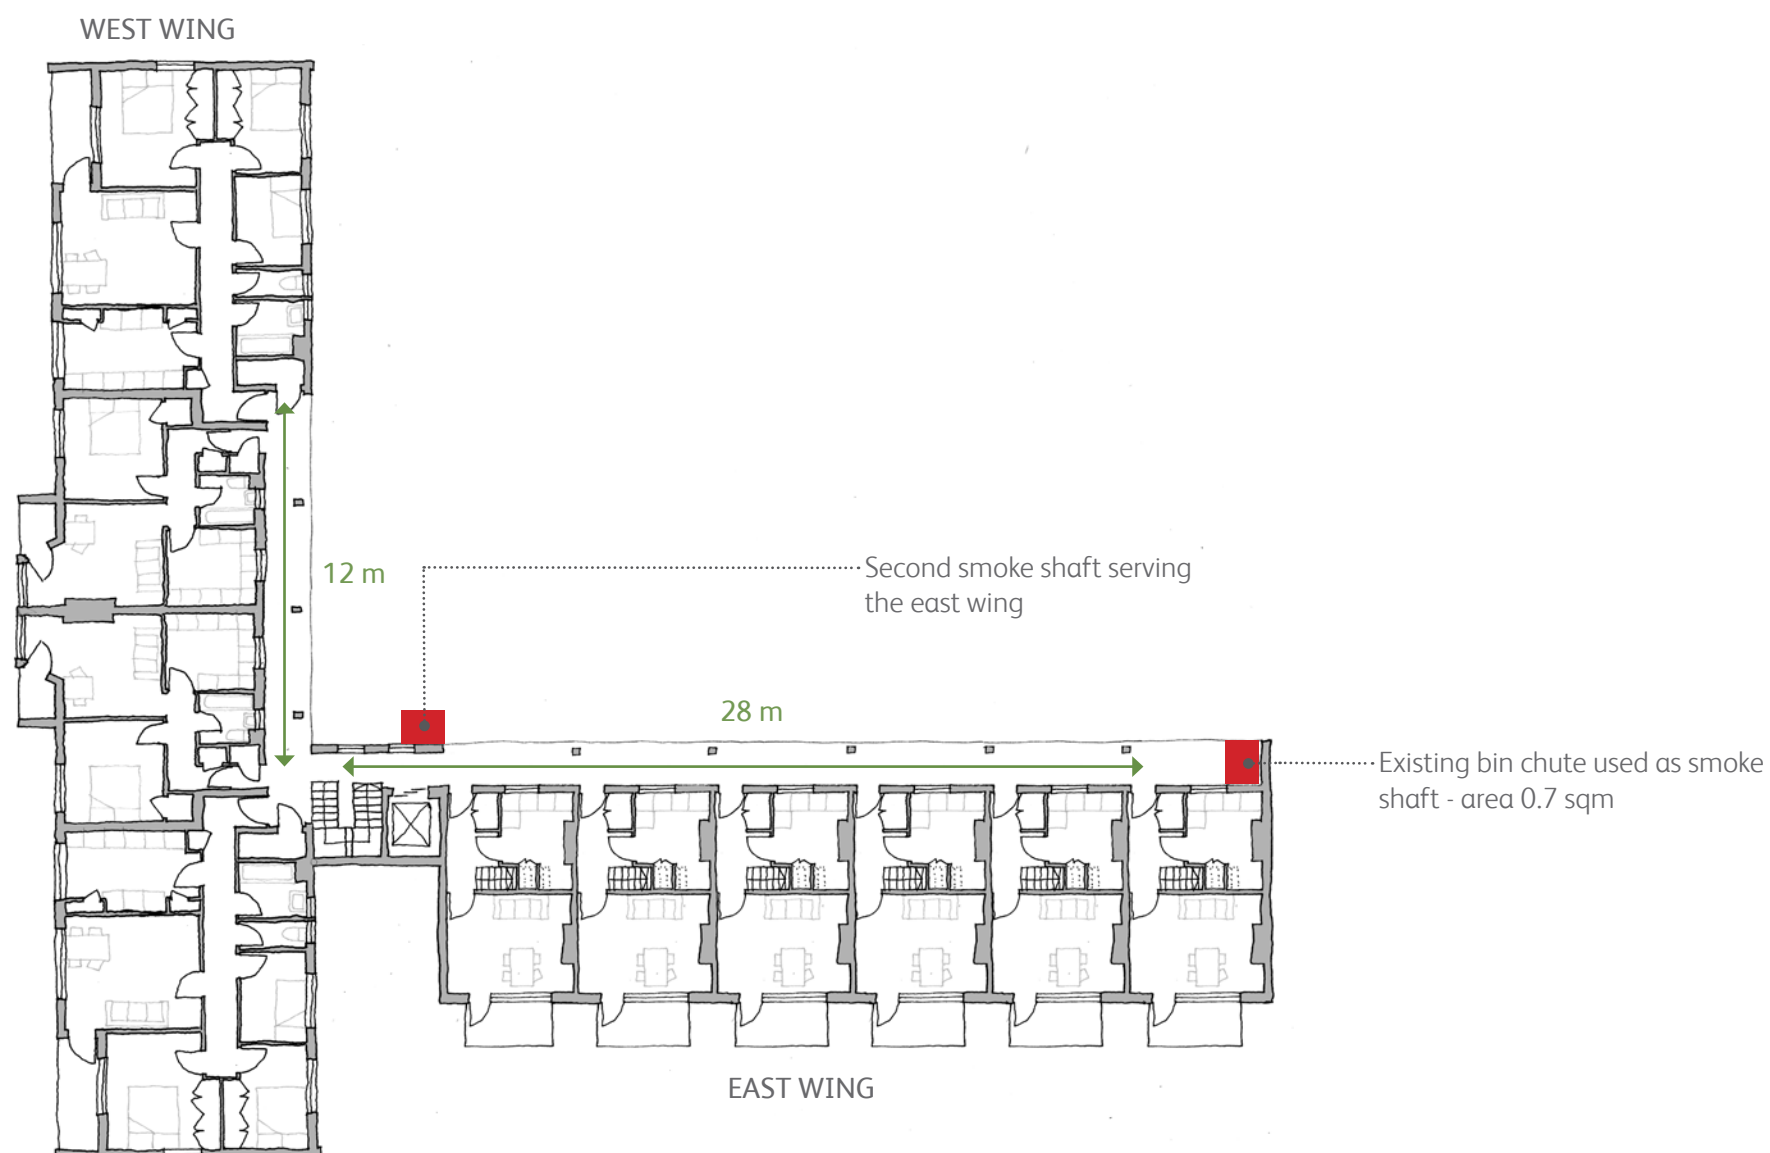 WEST WING
12 m
Second smoke shaft serving
the east wing
28 m
Existing bin chute used as smoke
shaft - area 0.7 sqm
EAST WING